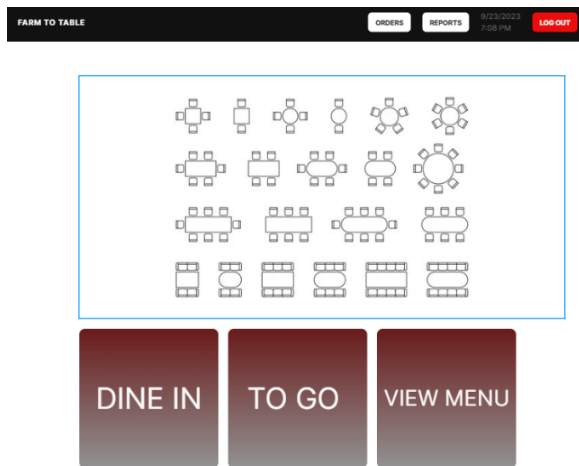 FARM TO TABLE
ORDERS
REPORTS
9/23/2023
7:08 PM
LOG OUT
DINE IN
TO GO
VIEW MENU